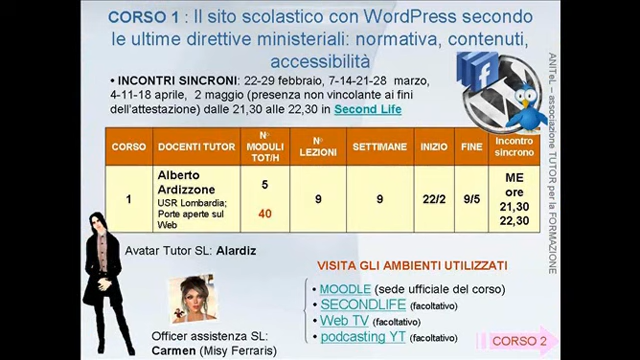 CORSO 1 : Il sito scolastico con WordPress secondo
le ultime direttive ministeriali: normativa, contenuti,
accessibilità
• INCONTRI SINCRONI: 22-29 febbraio, 7-14-21-28 marzo,
4-11-18 aprile, 2 maggio (presenza non vincolante ai fini
dell'attestazione) dalle 21,30 alle 22,30 in Second Life
ANITeL – associazione TUTOR per la FORMAZIONE
CORSO
DOCENTI TUTOR
N°
MODULI
TOT/H
N°
LEZIONI
SETTIMANE
INIZIO
FINE
Incontro
sincrono
1
Alberto
Ardizzone
USR Lombardia;
Porte aperte sul
Web
5
40
9
9
22/2
9/5
ME
ore
21,30
22,30
Avatar Tutor SL: Alardiz
Officer assistenza SL:
Carmen (Misy Ferraris)
VISITA GLI AMBIENTI UTILIZZATI
• MOODLE (sede ufficiale del corso)
• SECONDLIFE (facoltativo)
• Web TV (facoltativo)
• podcasting YT (facoltativo)
CORSO 2